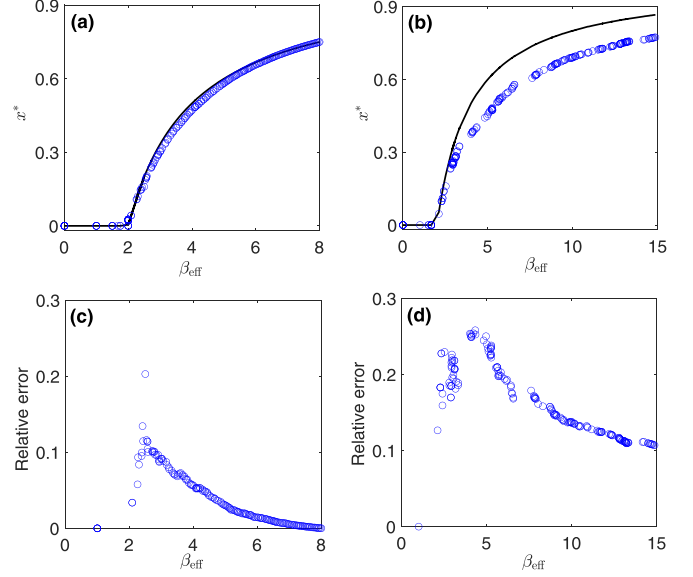 (a)
0.9
0.6
0.3
0
x*
0 2 4 6 8
β_eff
(b)
0.9
0.6
0.3
0
x*
0 5 10 15
β_eff
(c)
0.3
0.2
0.1
0
Relative error
0 2 4 6 8
β_eff
(d)
0.3
0.2
0.1
0
Relative error
0 5 10 15
β_eff